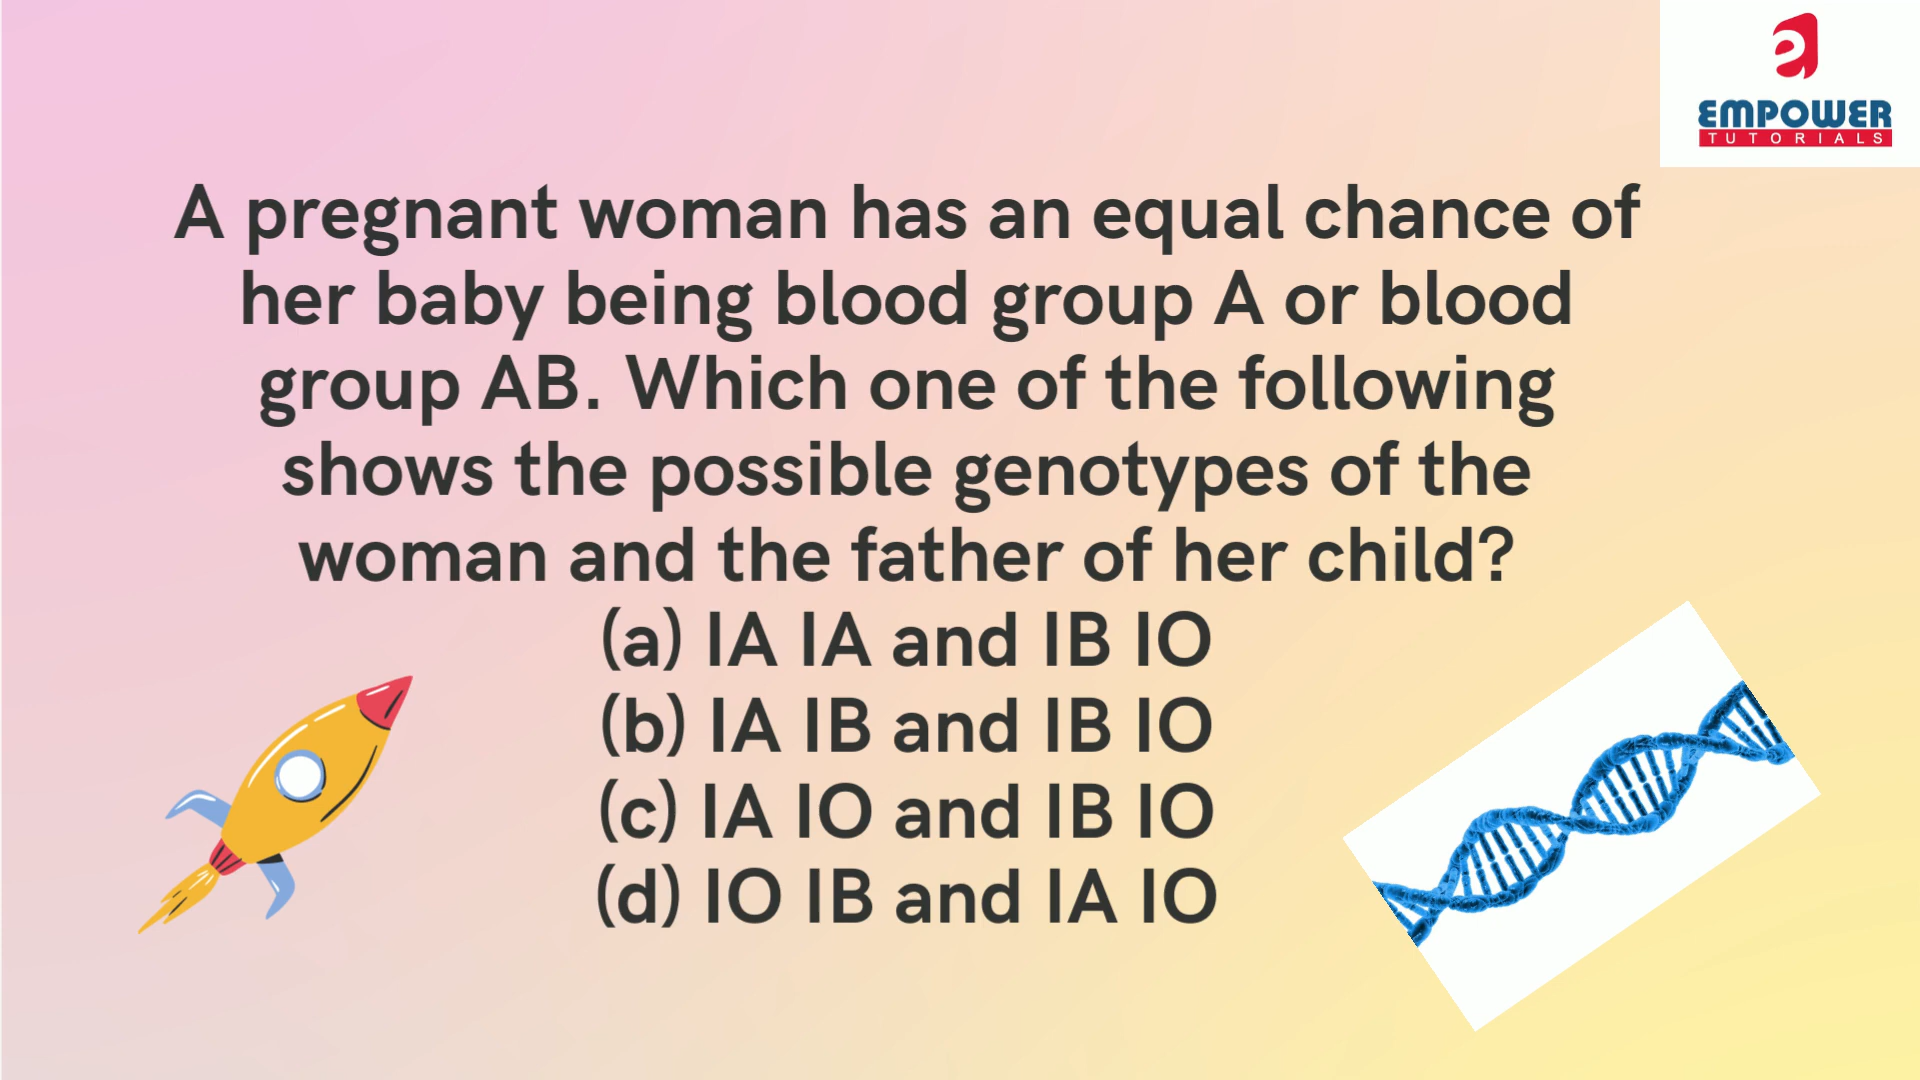 EMPOWER
TUTORIALS
A pregnant woman has an equal chance of
her baby being blood group A or blood
group AB. Which one of the following
shows the possible genotypes of the
woman and the father of her child?
(a) IA IA and IB IO
(b) IA IB and IB IO
(c) IA IO and IB IO
(d) IO IB and IA IO